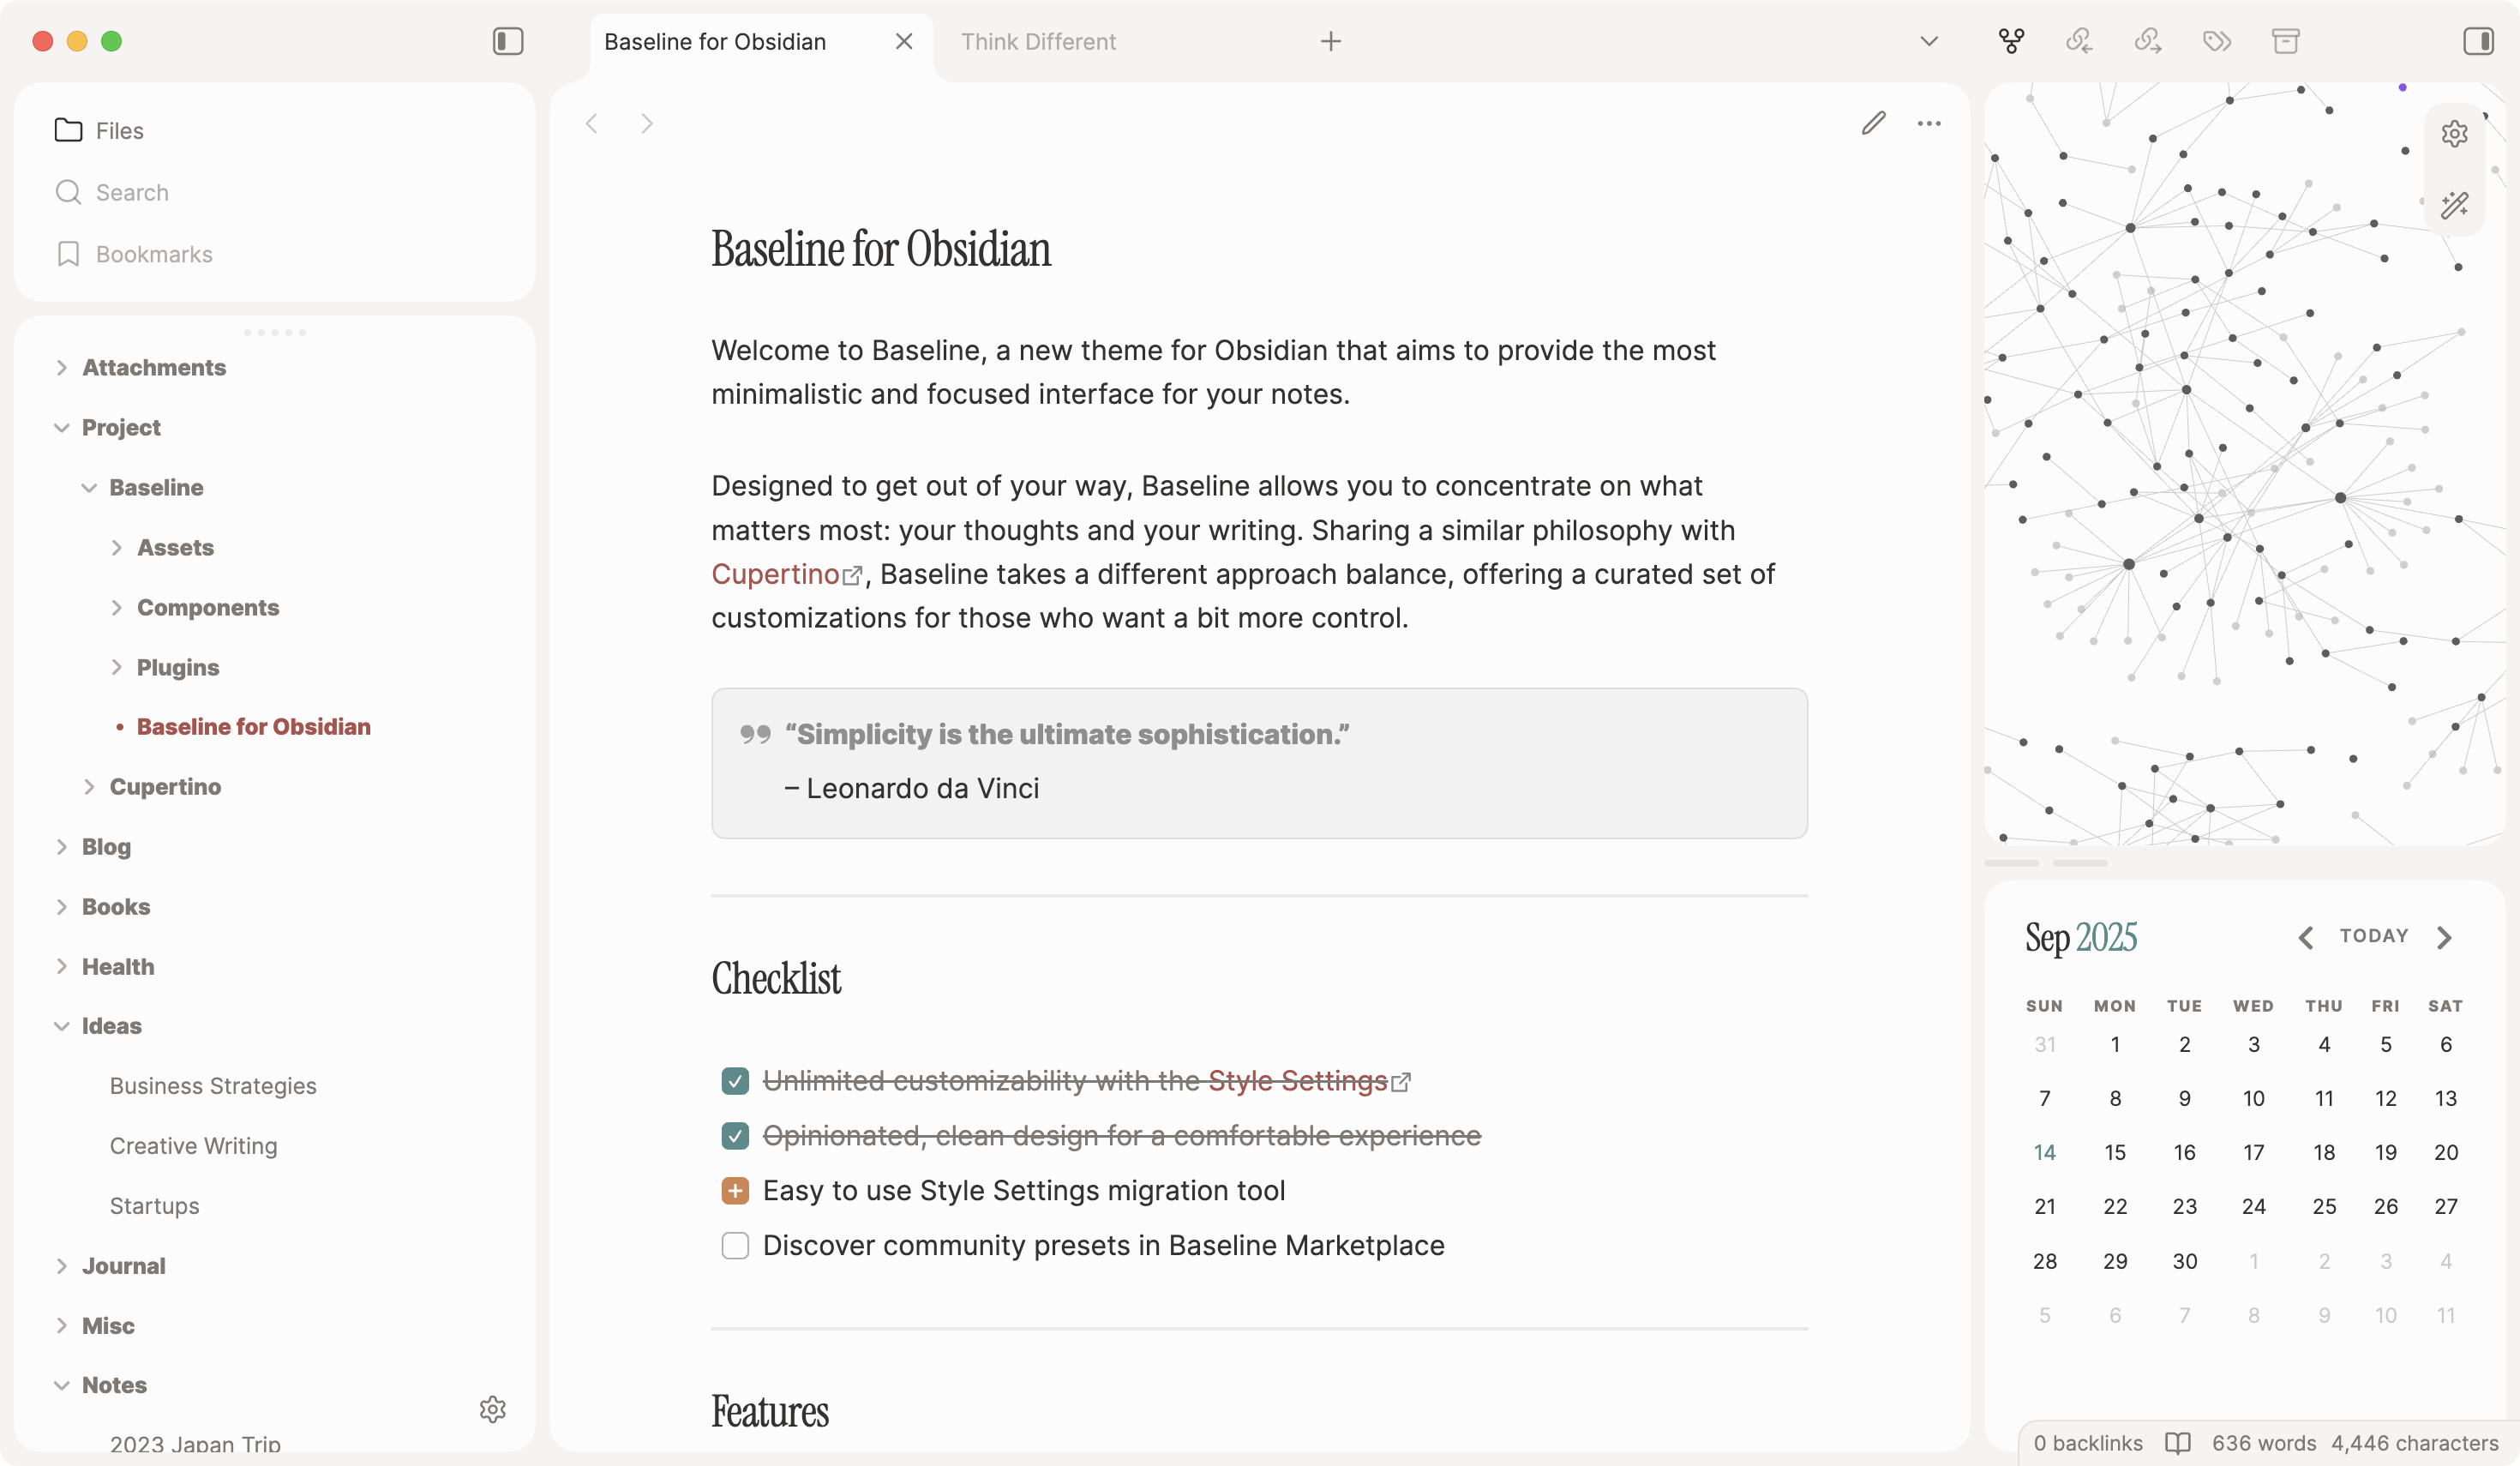 Baseline for Obsidian
Think Different
Files
Search
Bookmarks
Attachments
Project
Baseline
Assets
Components
Plugins
Baseline for Obsidian
Cupertino
Blog
Books
Health
Ideas
Business Strategies
Creative Writing
Startups
Journal
Misc
Notes
2023 Japan Trip
Baseline for Obsidian
Welcome to Baseline, a new theme for Obsidian that aims to provide the most
minimalistic and focused interface for your notes.
Designed to get out of your way, Baseline allows you to concentrate on what
matters most: your thoughts and your writing. Sharing a similar philosophy with
Cupertino, Baseline takes a different approach balance, offering a curated set of
customizations for those who want a bit more control.
“Simplicity is the ultimate sophistication.”
– Leonardo da Vinci
Checklist
Unlimited customizability with the Style Settings
Opinionated, clean design for a comfortable experience
Easy to use Style Settings migration tool
Discover community presets in Baseline Marketplace
Features
Sep 2025
TODAY
SUN MON TUE WED THU FRI SAT
31 1 2 3 4 5 6
7 8 9 10 11 12 13
14 15 16 17 18 19 20
21 22 23 24 25 26 27
28 29 30 1 2 3 4
5 6 7 8 9 10 11
0 backlinks 636 words 4,446 characters